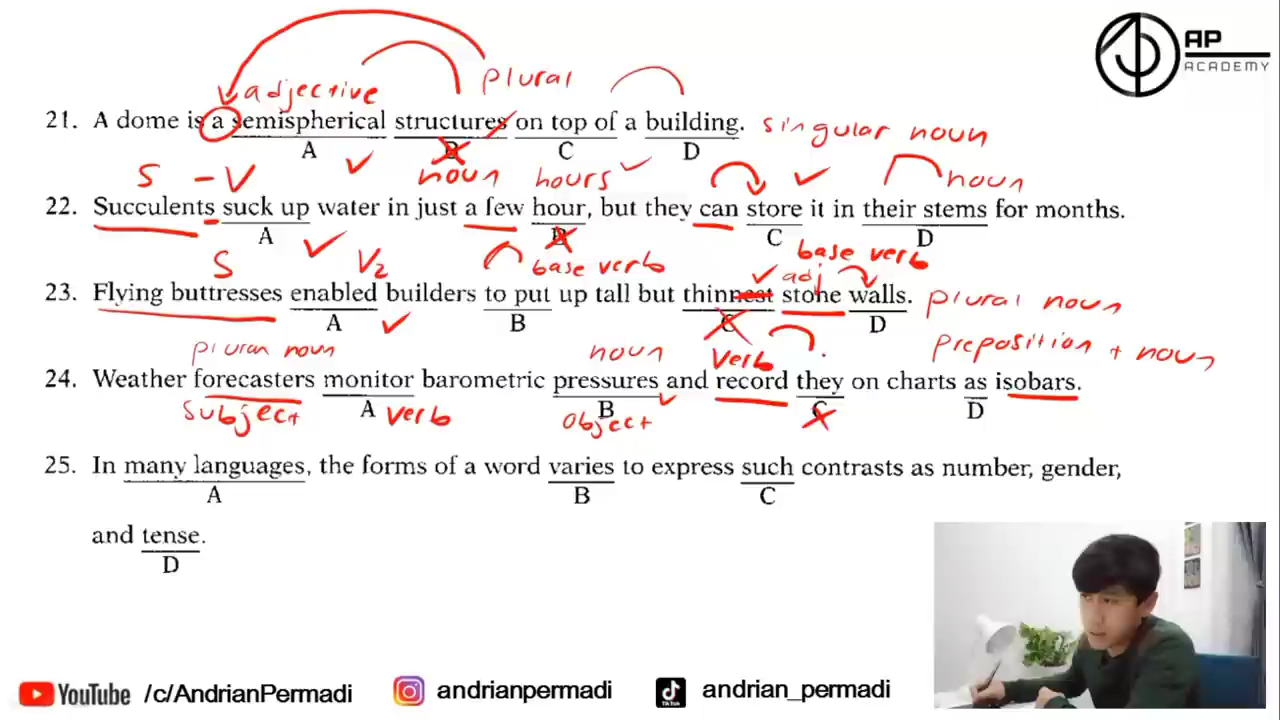 AP
ACADEMY
adjective
plural
21. A dome is a semispherical structures on top of a building. singular noun
A B C D
S - V noun hours noun
22. Succulents suck up water in just a few hour, but they can store it in their stems for months.
A B C D
S V2 base verb adj base verb
23. Flying buttresses enabled builders to put up tall but thinnest stone walls. plural noun
A B C D
plural noun noun verb preposition + noun
24. Weather forecasters monitor barometric pressures and record they on charts as isobars.
subject A verb B C D
object
25. In many languages, the forms of a word varies to express such contrasts as number, gender,
A B C
and tense.
D
YouTube /c/AndrianPermadi adrianpermadi andrian_permadi